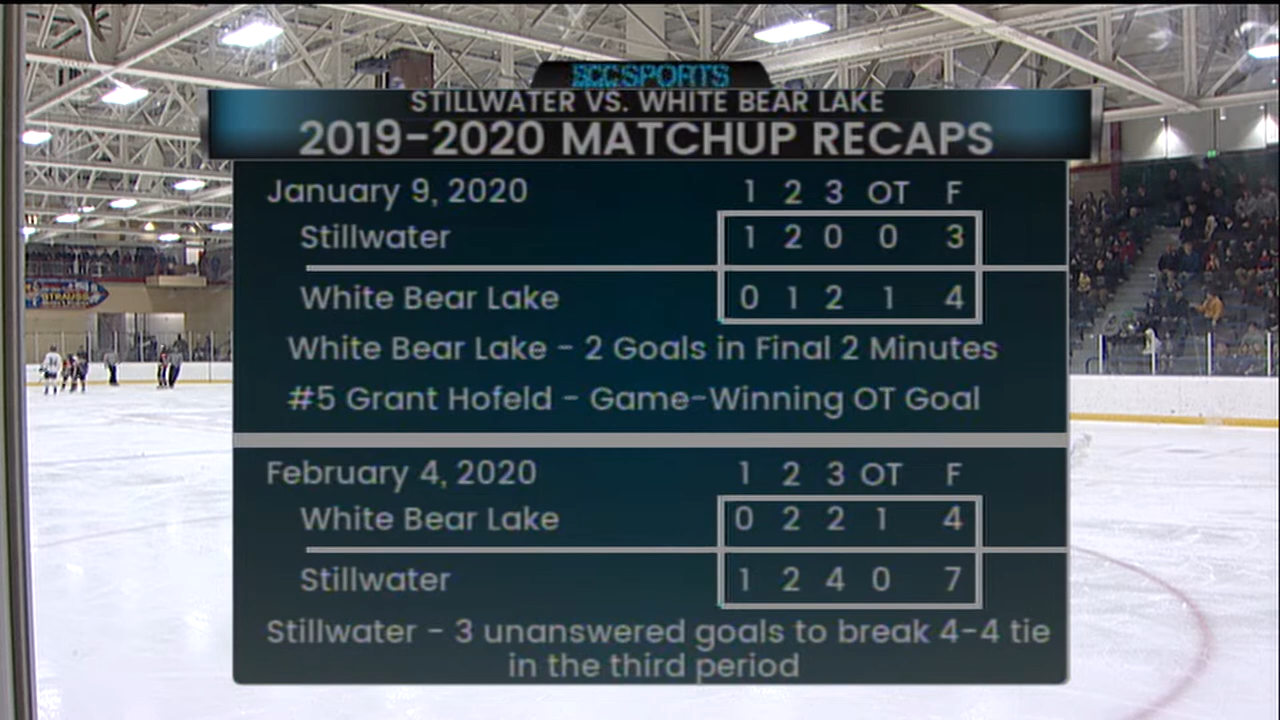 SCC SPORTS
STILLWATER VS. WHITE BEAR LAKE
2019-2020 MATCHUP RECAPS
January 9, 2020 1 2 3 OT F
Stillwater 1 2 0 0 3
White Bear Lake 0 1 2 1 4
White Bear Lake - 2 Goals in Final 2 Minutes
#5 Grant Hofeld - Game-Winning OT Goal
February 4, 2020 1 2 3 OT F
White Bear Lake 0 2 2 1 4
Stillwater 1 2 4 0 7
Stillwater - 3 unanswered goals to break 4-4 tie
in the third period
STRAUSS